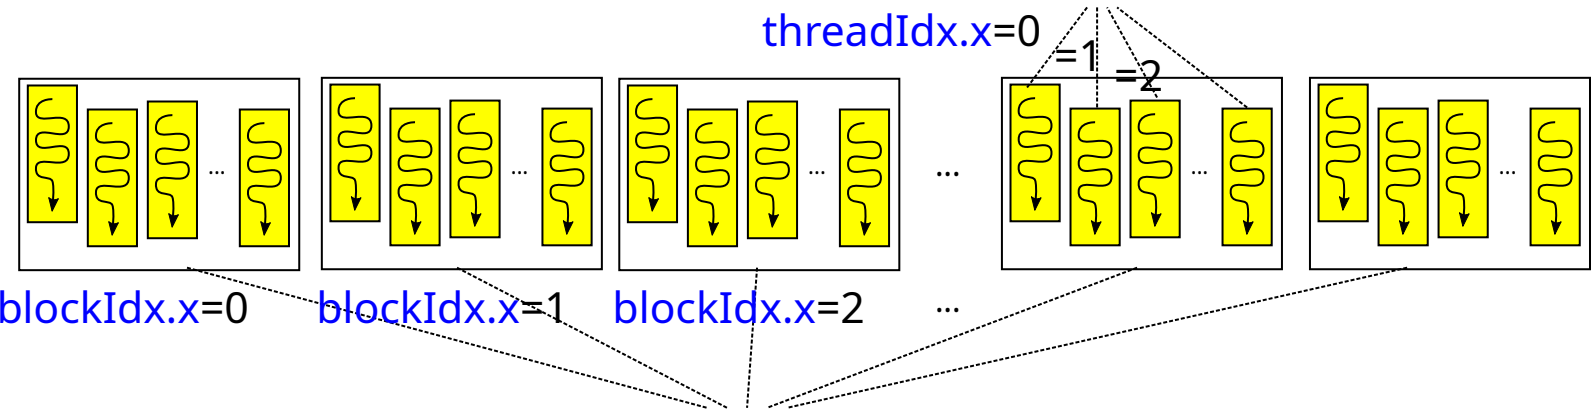 threadIdx.x=0
=1
=2
... ... ... ... ... ...
blockIdx.x=0 blockIdx.x=1 blockIdx.x=2 ...